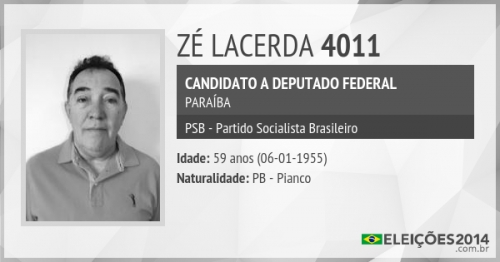 ZÉ LACERDA 4011
CANDIDATO A DEPUTADO FEDERAL
PARAÍBA
PSB - Partido Socialista Brasileiro
Idade: 59 anos (06-01-1955)
Naturalidade: PB - Pianco
ELEIÇÕES2014
.com.br